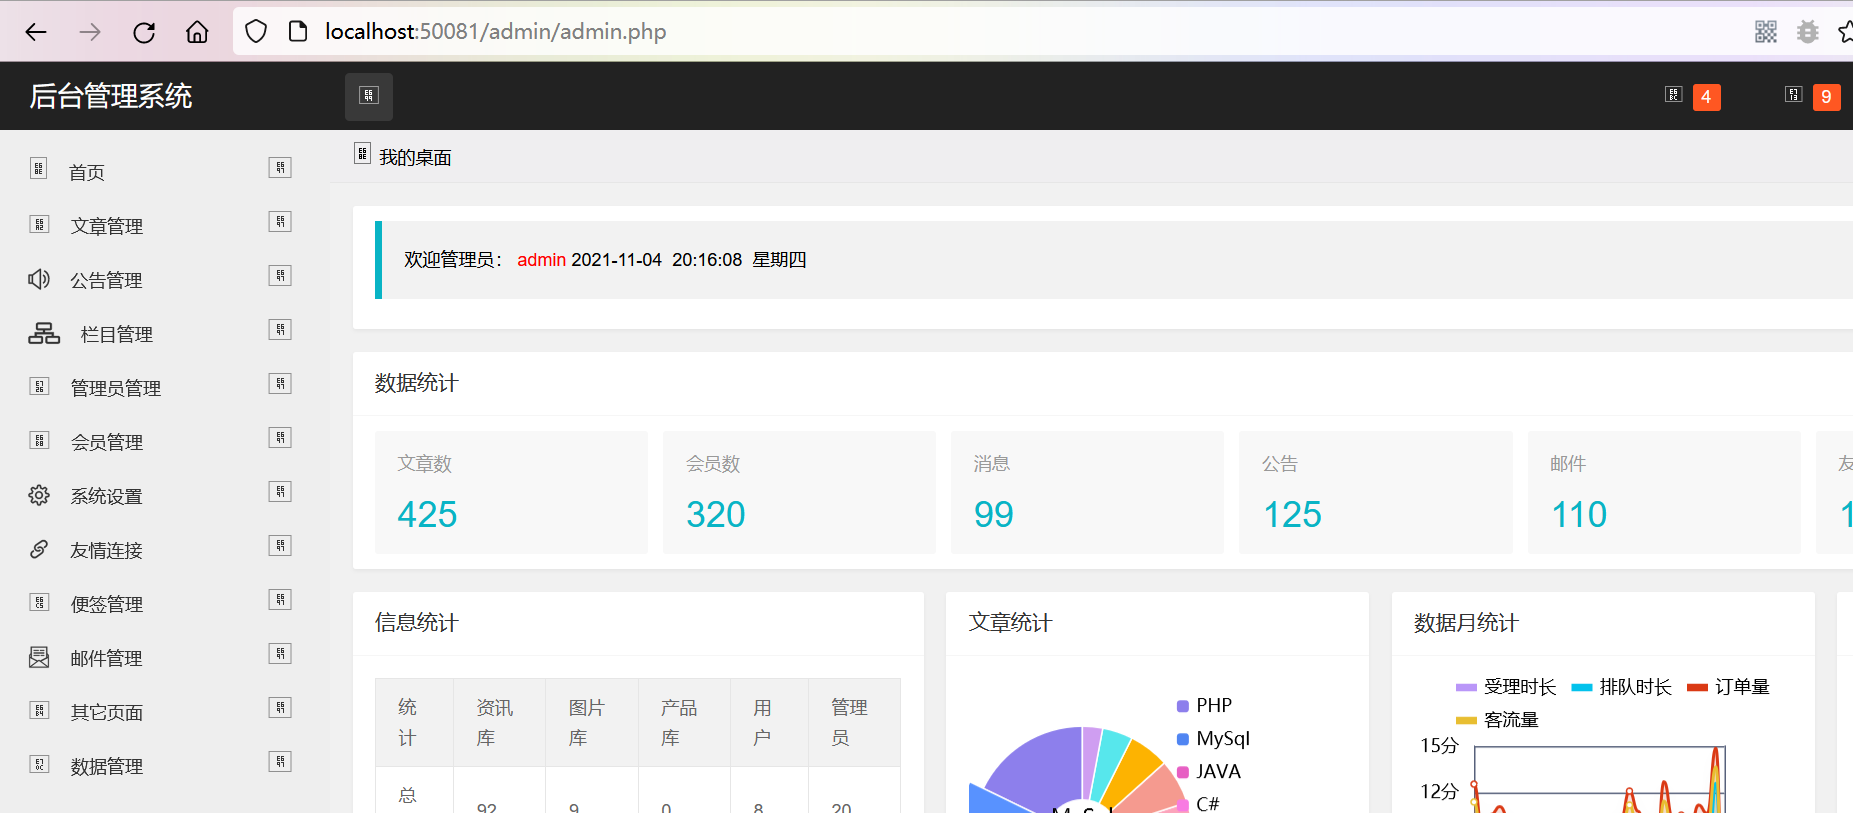 localhost:50081/admin/admin.php
后台管理系统
4
9
首页
文章管理
公告管理
栏目管理
管理员管理
会员管理
系统设置
友情连接
便签管理
邮件管理
其它页面
数据管理
我的桌面
欢迎管理员： admin 2021-11-04 20:16:08 星期四
数据统计
文章数
425
会员数
320
消息
99
公告
125
邮件
110
友
1
信息统计
统计
资讯库
图片库
产品库
用户
管理员
总
92
9
0
8
20
文章统计
PHP
MySql
JAVA
C#
数据月统计
受理时长
排队时长
订单量
客流量
15分
12分